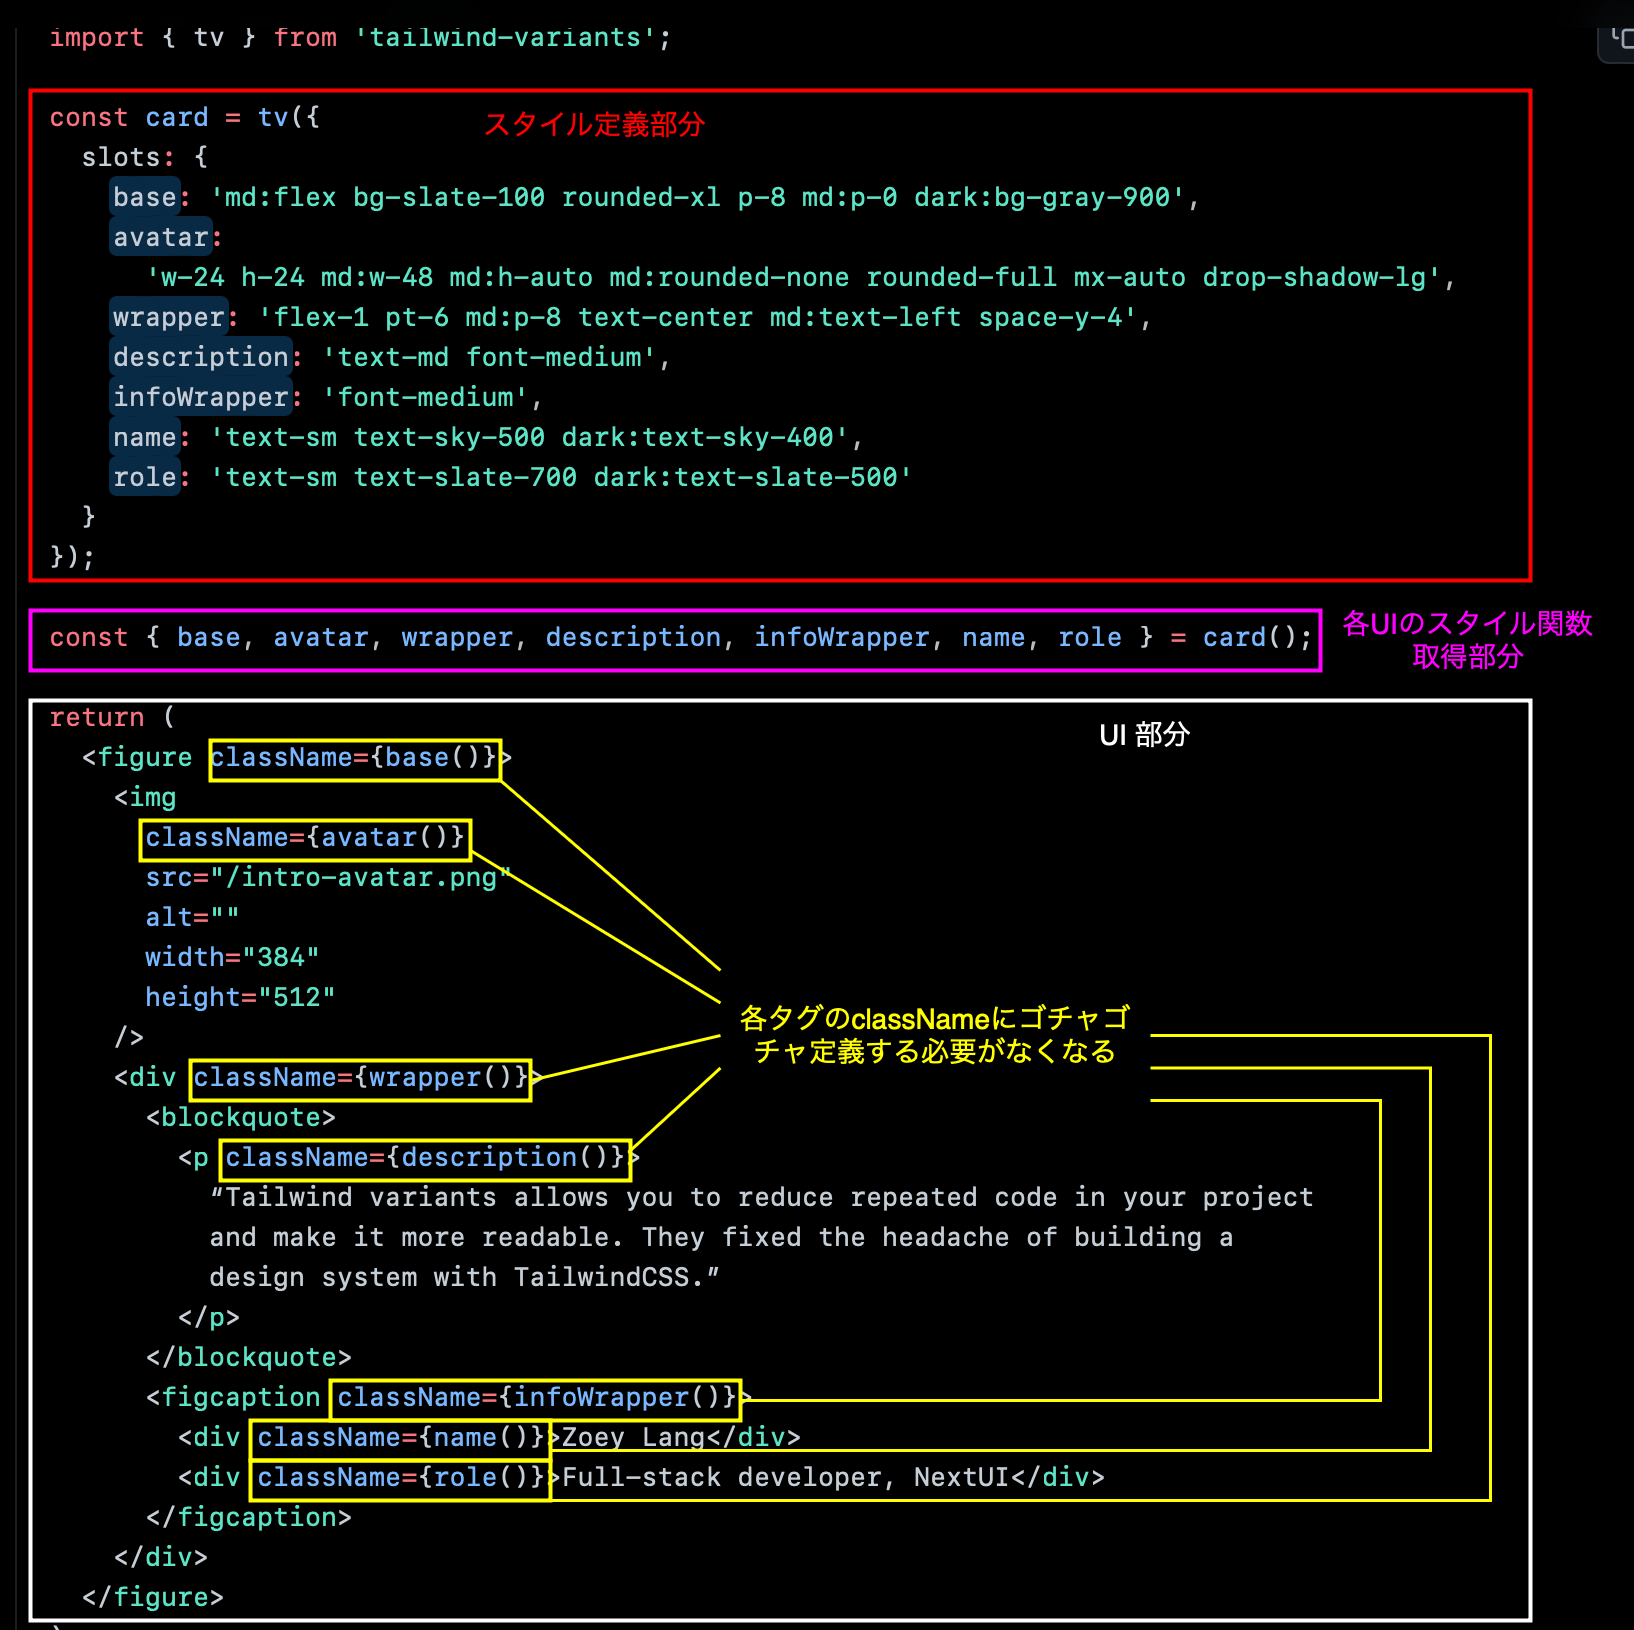 import { tv } from 'tailwind-variants';
const card = tv({
スタイル定義部分
slots: {
base: 'md:flex bg-slate-100 rounded-xl p-8 md:p-0 dark:bg-gray-900',
avatar:
'w-24 h-24 md:w-48 md:h-auto md:rounded-none rounded-full mx-auto drop-shadow-lg',
wrapper: 'flex-1 pt-6 md:p-8 text-center md:text-left space-y-4',
description: 'text-md font-medium',
infoWrapper: 'font-medium',
name: 'text-sm text-sky-500 dark:text-sky-400',
role: 'text-sm text-slate-700 dark:text-slate-500'
}
});
const { base, avatar, wrapper, description, infoWrapper, name, role } = card();
各UIのスタイル関数
取得部分
return (
UI 部分
<figure className={base()}>
<img
className={avatar()}
src="/intro-avatar.png"
alt=""
width="384"
height="512"
/>
各タグのclassNameにゴチャゴ
チャ定義する必要がなくなる
<div className={wrapper()}>
<blockquote>
<p className={description()}>
“Tailwind variants allows you to reduce repeated code in your project
and make it more readable. They fixed the headache of building a
design system with TailwindCSS.”
</p>
</blockquote>
<figcaption className={infoWrapper()}>
<div className={name()}>Zoey Lang</div>
<div className={role()}>Full-stack developer, NextUI</div>
</figcaption>
</div>
</figure>